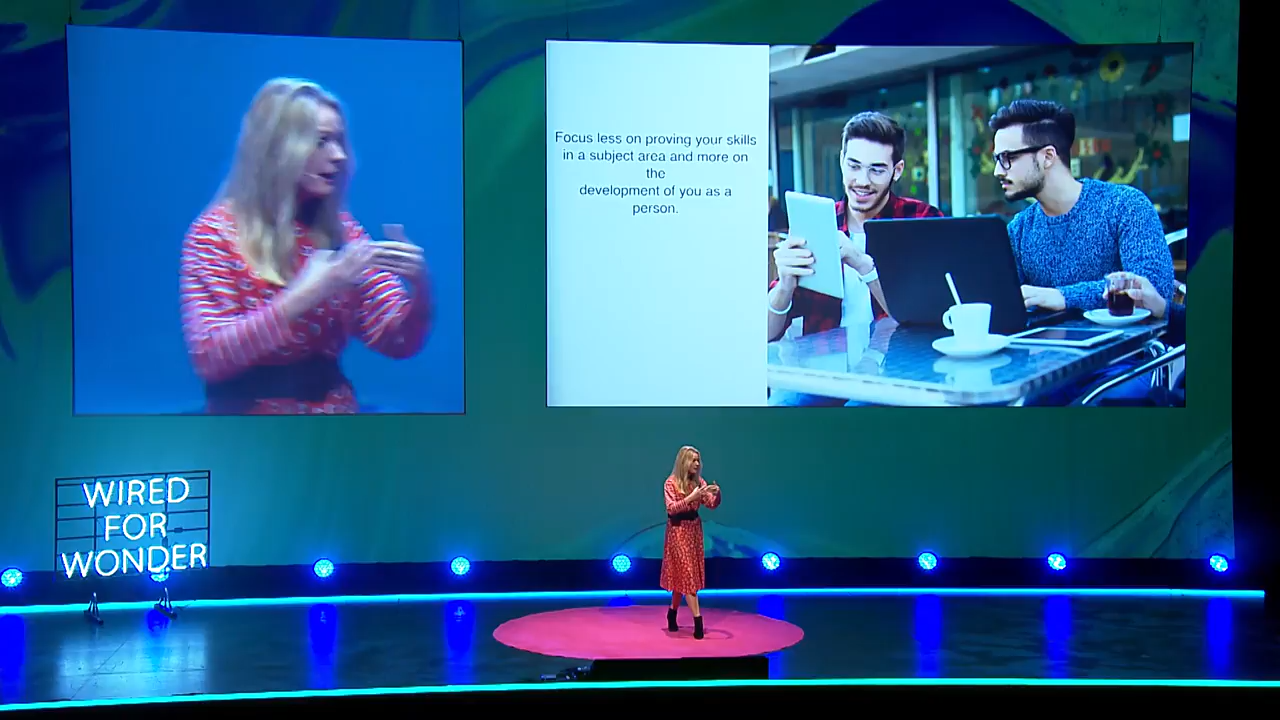 Focus less on proving your skills
in a subject area and more on
the
development of you as a
person.
WIRED
FOR
WONDER